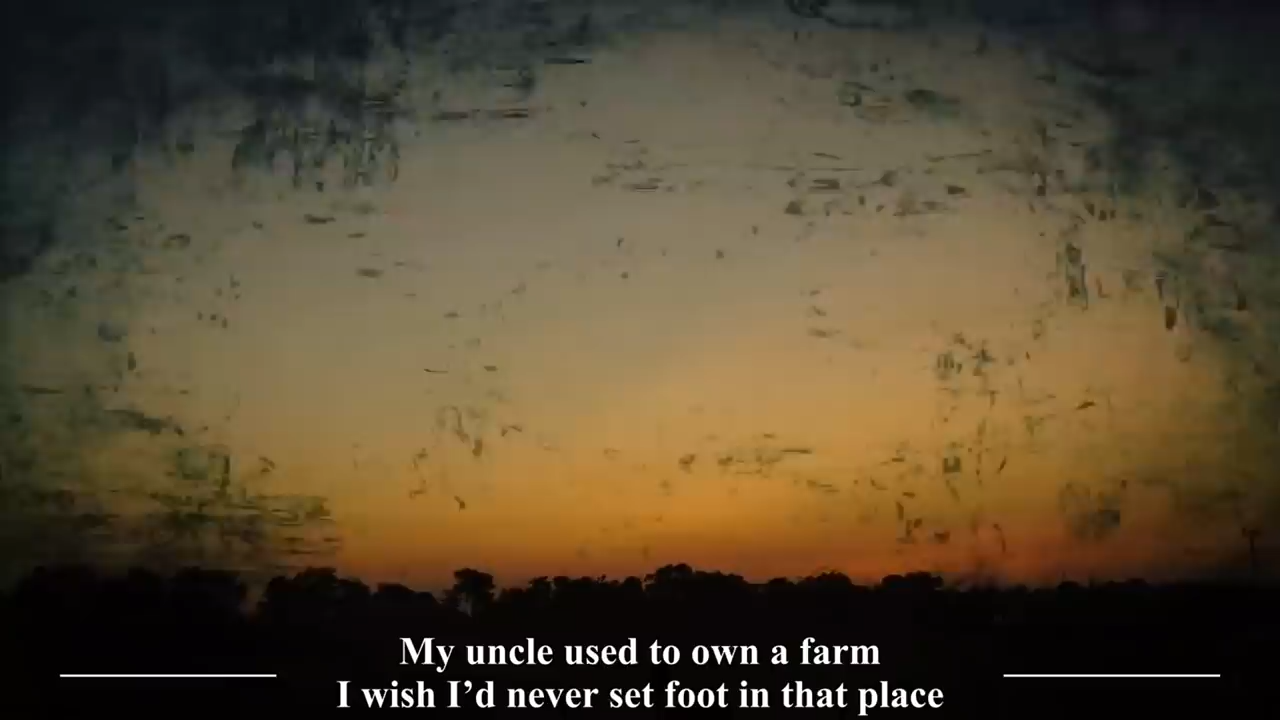 My uncle used to own a farm
I wish I’d never set foot in that place